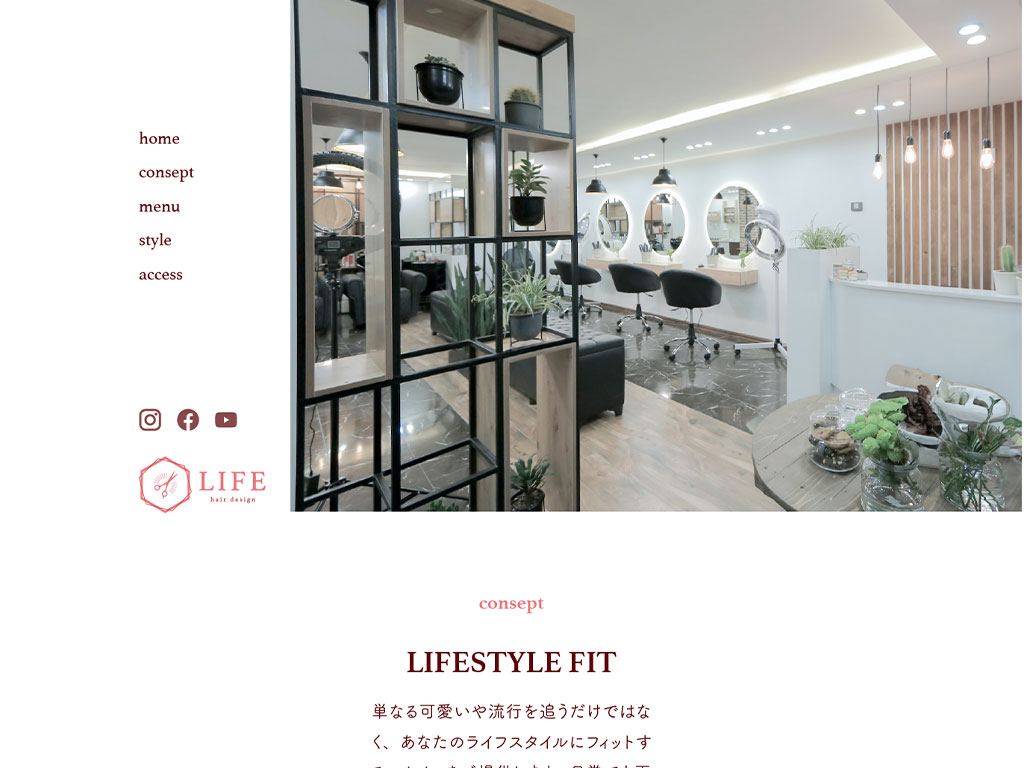 home
consept
menu
style
access
LIFE
hair design
consept
LIFESTYLE FIT
単なる可愛いや流行を追うだけではな
く、あなたのライフスタイルにフィットす